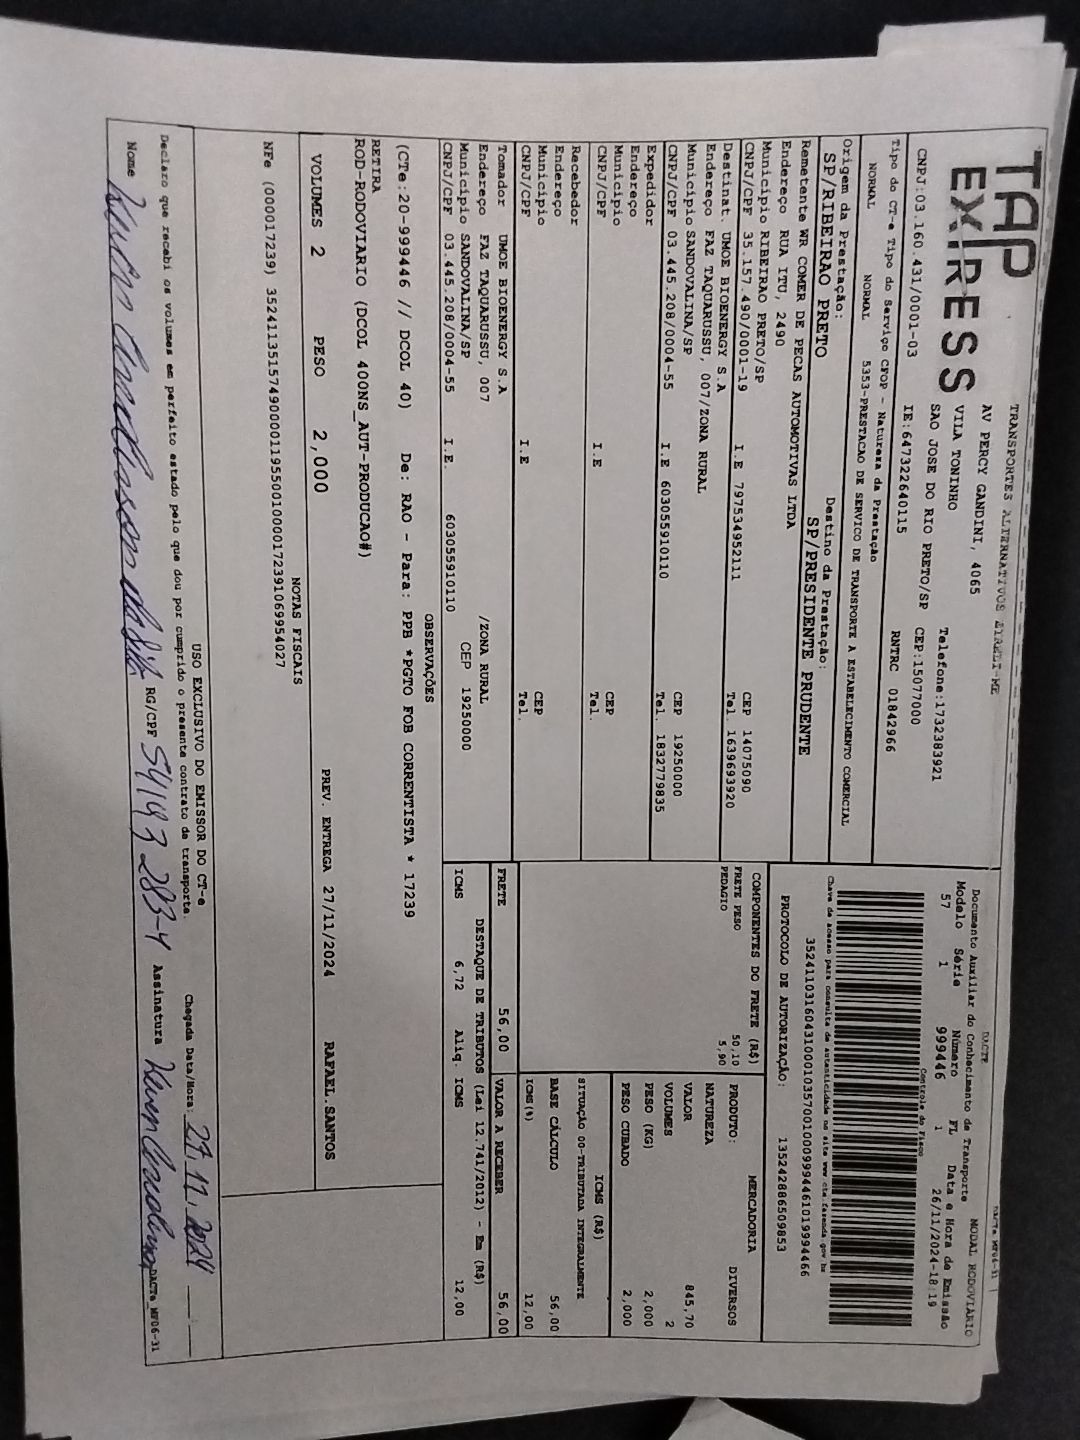 TAP
EXPRESS
TRANSPORTES ALTERNATIVOS EIRELI-ME
AV PERCY GANDINI, 4065
VILA TONINHO
SAO JOSE DO RIO PRETO/SP
Telefone:1732383921
CEP:15077000
CNPJ:03.160.431/0001-03
IE:647322640115
RNTRC 01842966
DACTE
Documento Auxiliar do Conhecimento de Transporte
MODAL RODOVIÁRIO
Modelo Série Número FL Data e Hora de Emissão
57 1 999446 1 26/11/2024-18:19
Controle do Fisco
Chave de acesso para consulta de autenticidade no site www.cte.fazenda.gov.br
PROTOCOLO DE AUTORIZAÇÃO: 135242886509853
Tipo do CT-e Tipo do Serviço CFOP - Natureza da Prestação
NORMAL NORMAL 5353-PRESTACAO DE SERVICO DE TRANSPORTE A ESTABELECIMENTO COMERCIAL
Origem da Prestação: Destino da Prestação:
SP/RIBEIRAO PRETO SP/PRESIDENTE PRUDENTE
Remetente WR COMER DE PECAS AUTOMOTIVAS LTDA
Endereço RUA ITU, 2490
Município RIBEIRAO PRETO/SP CEP 14075090
CNPJ/CPF 35.157.490/0001-19 I.E 797534952111 Tel. 1639693920
Destinat. UMOE BIOENERGY S.A
Endereço FAZ TAQUARUSSU, 007/ZONA RURAL
Município SANDOVALINA/SP CEP 19250000
CNPJ/CPF 03.445.208/0004-55 I.E 603055910110 Tel. 1832779835
Expedidor
Endereço
Município CEP
CNPJ/CPF I.E Tel.
Recebedor
Endereço
Município CEP
CNPJ/CPF I.E Tel.
Tomador UMOE BIOENERGY S.A
Endereço FAZ TAQUARUSSU, 007 /ZONA RURAL
Município SANDOVALINA/SP CEP 19250000
CNPJ/CPF 03.445.208/0004-55 I.E. 603055910110
COMPONENTES DO FRETE (R$)
FRETE PESO 50,10
PEDAGIO 5,90
MERCADORIA
PRODUTO: DIVERSOS
NATUREZA
VALOR 845,70
VOLUMES 2
PESO (KG) 2,000
PESO CUBADO 2,000
ICMS (R$)
SITUAÇÃO 00-TRIBUTADA INTEGRALMENTE
BASE CÁLCULO 56,00
ICMS(%) 12,00
FRETE 56,00 VALOR A RECEBER 56,00
DESTAQUE DE TRIBUTOS (Lei 12.741/2012) - Em (R$)
ICMS 6,72 Aliq. ICMS 12,00
OBSERVAÇÕES
(CTe:20-999446 // DCOL 40) De: RAO - Para: PPB *PGTO FOB CORRENTISTA * 17239
RETIRA
ROD-RODOVIARIO (DCOL 400NS_AUT-PRODUCAO#)
VOLUMES 2 PESO 2,000 PREV. ENTREGA 27/11/2024 RAFAEL.SANTOS
NOTAS FISCAIS
NFe (000017239)
USO EXCLUSIVO DO EMISSOR DO CT-e
Declaro que recebi os volumes em perfeito estado pelo que dou por cumprido o presente contrato de transporte.
Chegada Data/Hora: 27.11.2024
Nome RG/CPF 54193 283-4 Assinatura
DACTe_MF06-31